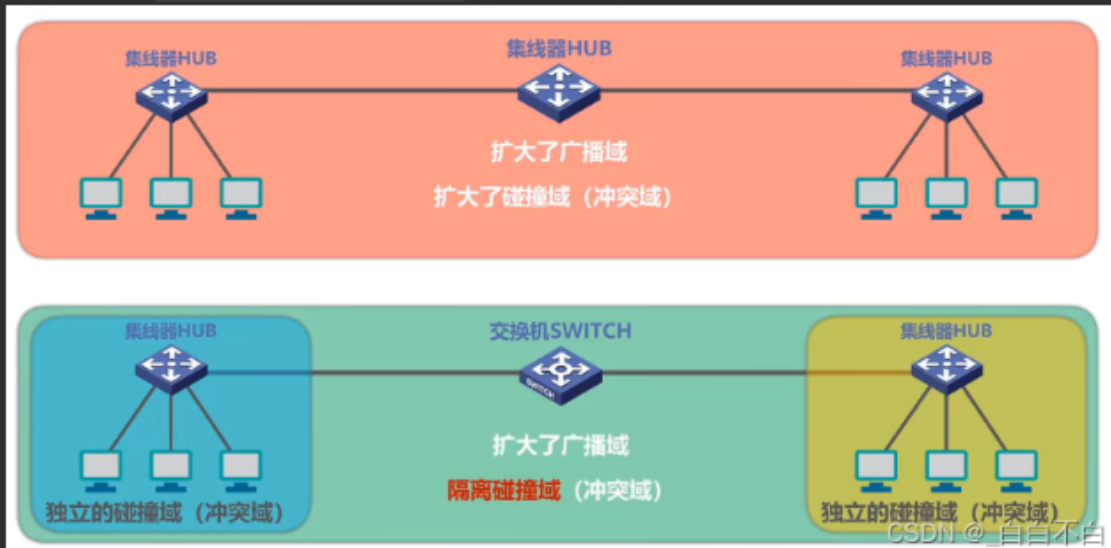 集线器HUB
集线器HUB
集线器HUB
扩大了广播域
扩大了碰撞域（冲突域）
集线器HUB
交换机SWITCH
集线器HUB
SWITCH
扩大了广播域
隔离碰撞域（冲突域）
独立的碰撞域（冲突域）
独立的碰撞域（冲突域）
CSDN @_白白不白